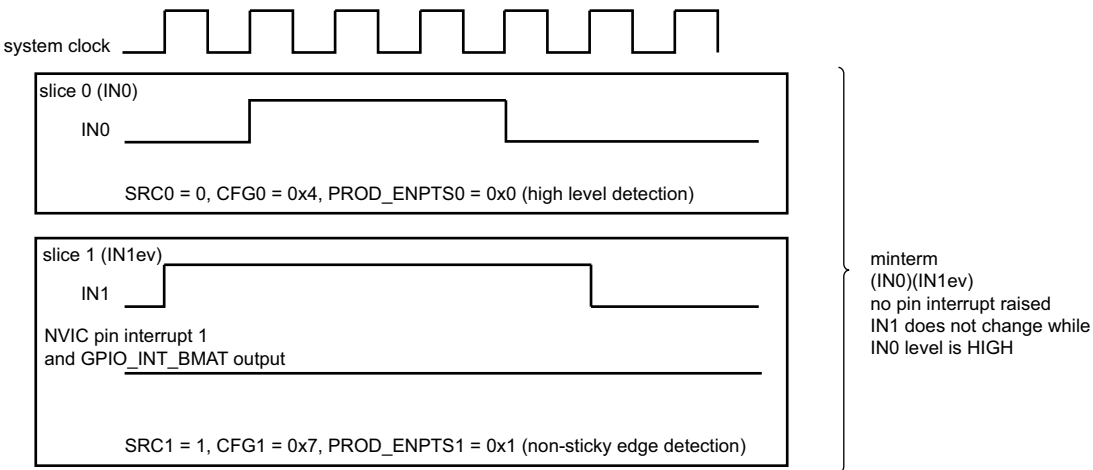 system clock
slice 0 (IN0)
IN0
SRC0 = 0, CFG0 = 0x4, PROD_ENPTS0 = 0x0 (high level detection)
slice 1 (IN1ev)
IN1
NVIC pin interrupt 1
and GPIO_INT_BMAT output
SRC1 = 1, CFG1 = 0x7, PROD_ENPTS1 = 0x1 (non-sticky edge detection)
minterm
(IN0)(IN1ev)
no pin interrupt raised
IN1 does not change while
IN0 level is HIGH